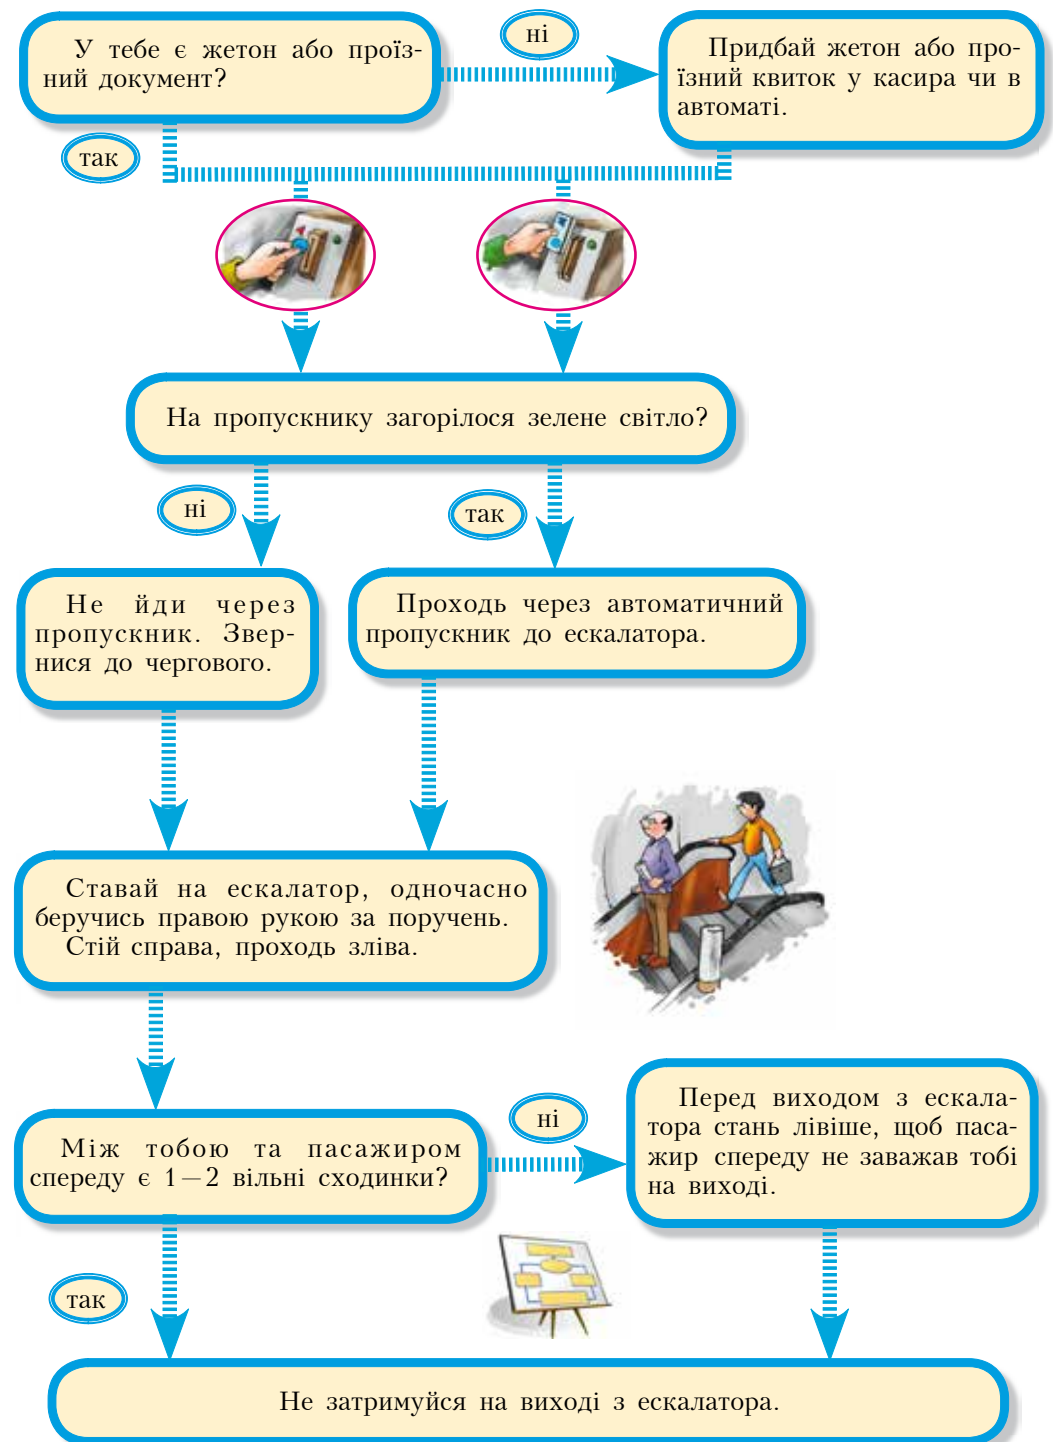 У тебе є жетон або проїз-
ний документ?
ні
Придбай жетон або про-
їзний квиток у касира чи в
автоматі.
так
На пропускнику загорілося зелене світло?
ні
так
Не йди через
пропускник. Звер-
нися до чергового.
Проходь через автоматичний
пропускник до ескалатора.
Ставай на ескалатор, одночасно
беручись правою рукою за поручень.
Стій справа, проходь зліва.
Між тобою та пасажиром
спереду є 1–2 вільні сходинки?
ні
Перед виходом з ескала-
тора стань лівіше, щоб паса-
жир спереду не заважав тобі
на виході.
так
Не затримуйся на виході з ескалатора.